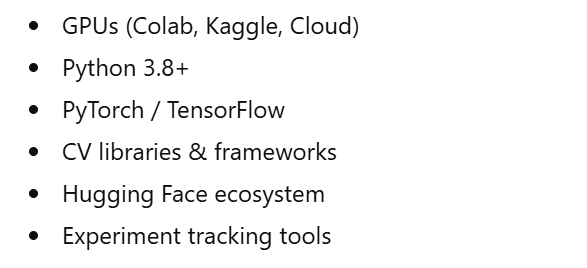 • GPUs (Colab, Kaggle, Cloud)
• Python 3.8+
• PyTorch / TensorFlow
• CV libraries & frameworks
• Hugging Face ecosystem
• Experiment tracking tools